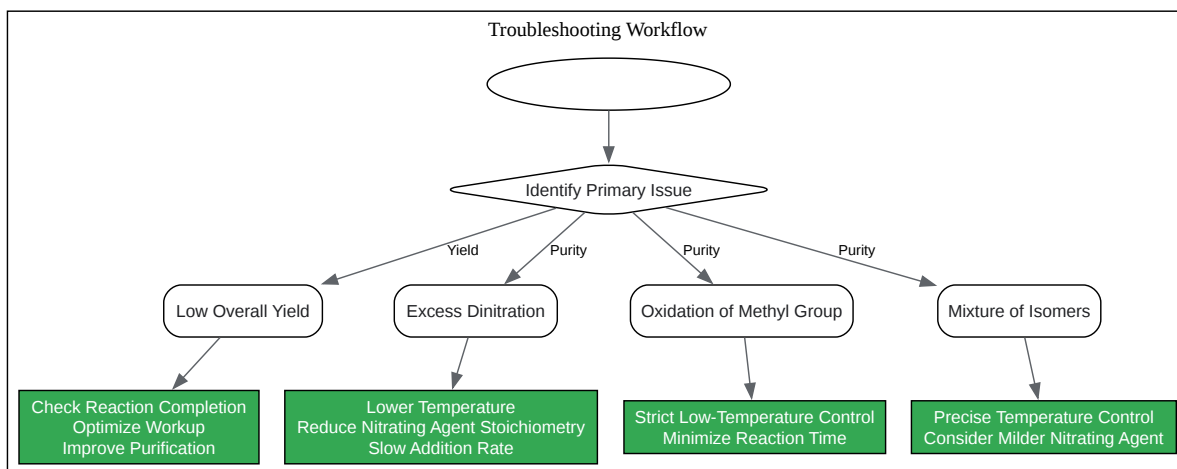 Troubleshooting Workflow
Identify Primary Issue
Yield
Purity
Purity
Purity
Low Overall Yield
Excess Dinitration
Oxidation of Methyl Group
Mixture of Isomers
Check Reaction Completion
Optimize Workup
Improve Purification
Lower Temperature
Reduce Nitrating Agent Stoichiometry
Slow Addition Rate
Strict Low-Temperature Control
Minimize Reaction Time
Precise Temperature Control
Consider Milder Nitrating Agent